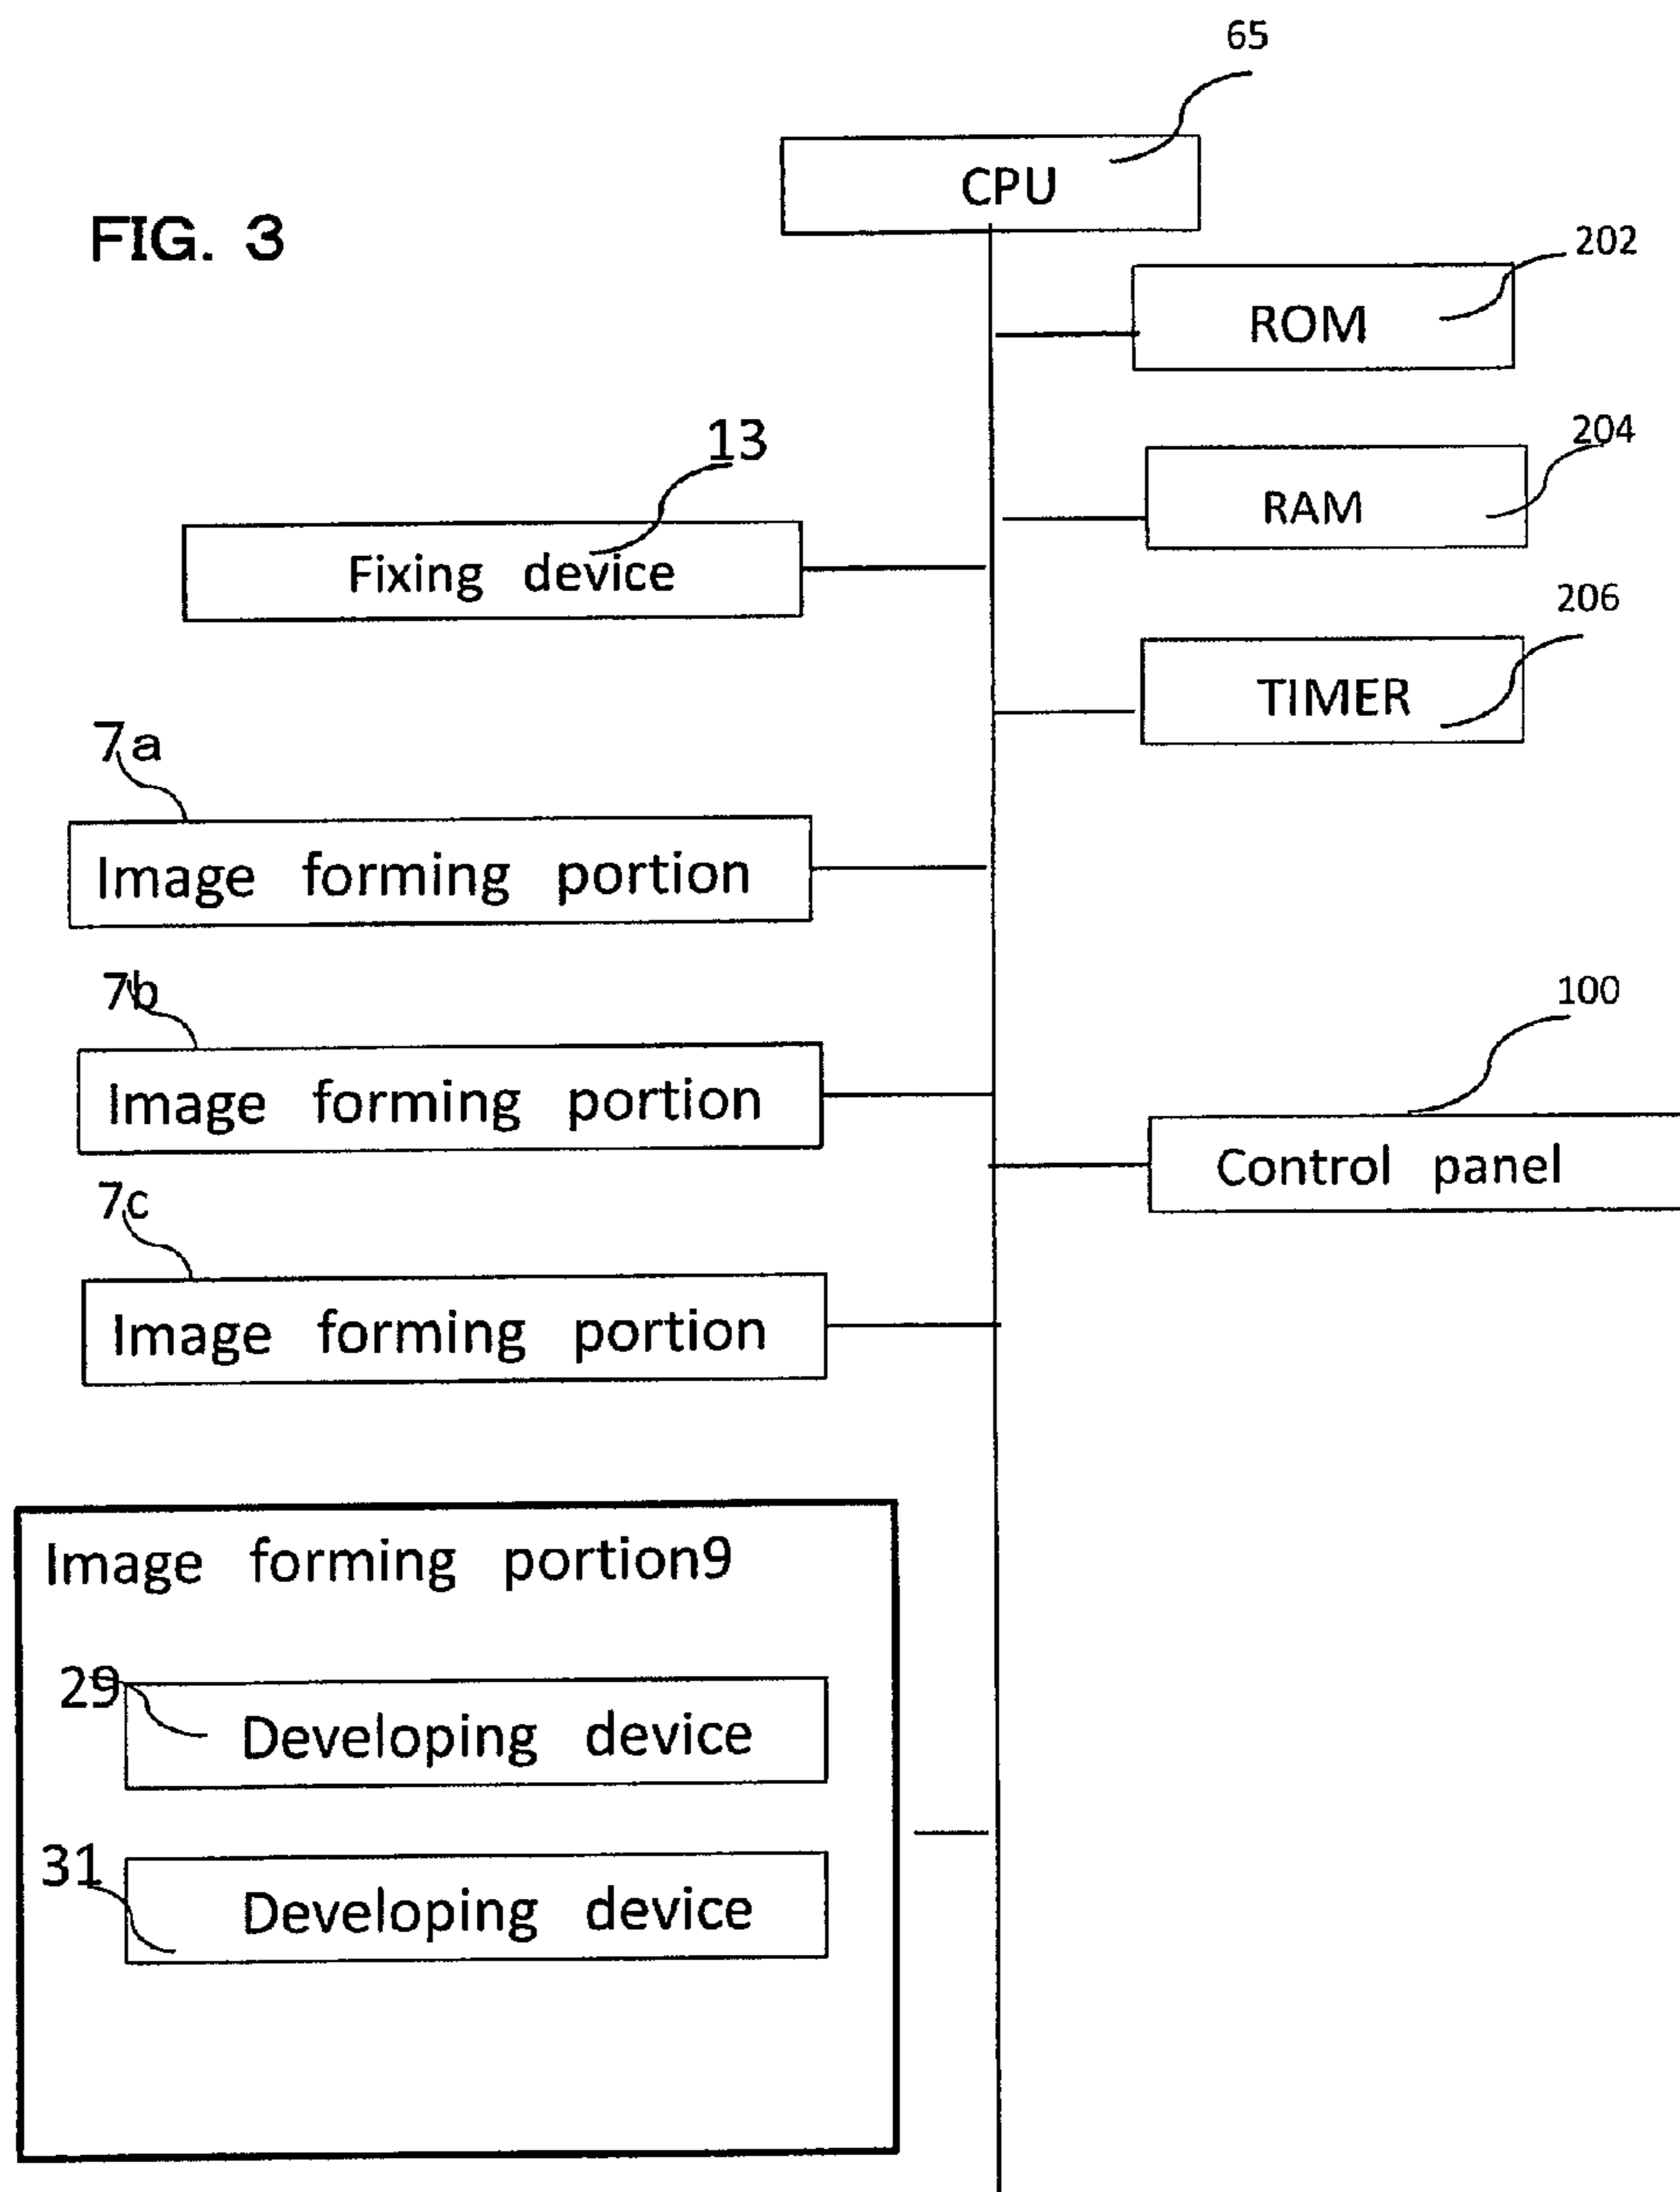 65
CPU
FIG. 3
202
ROM
204
RAM
13
Fixing device
206
TIMER
7a
Image forming portion
7b
Image forming portion
100
Control panel
7c
Image forming portion
Image forming portion9
29
Developing device
31
Developing device